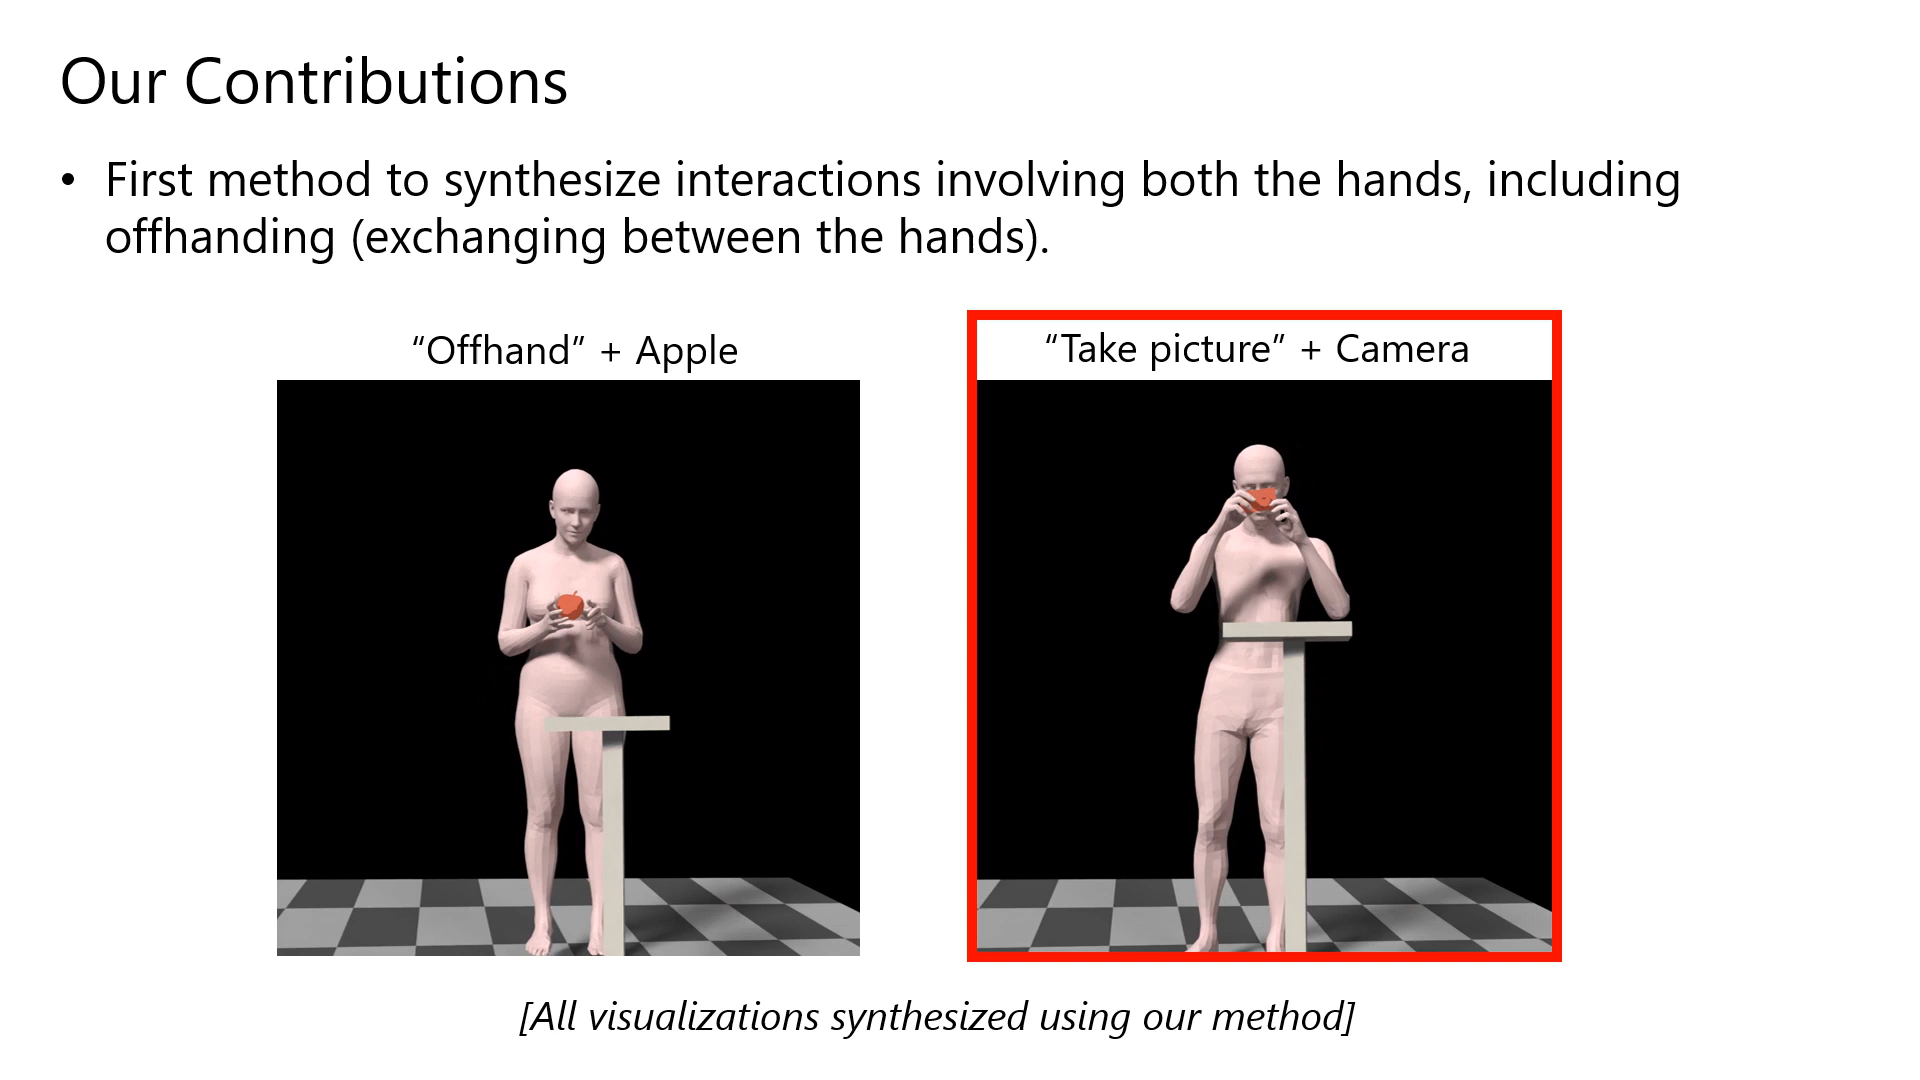 Our Contributions
• First method to synthesize interactions involving both the hands, including
offhanding (exchanging between the hands).
“Offhand” + Apple
“Take picture” + Camera
[All visualizations synthesized using our method]